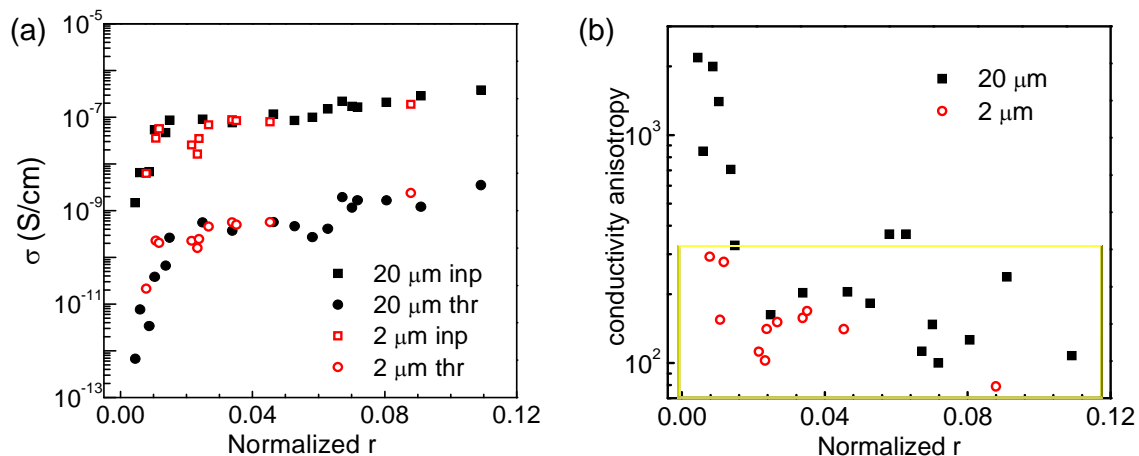 (a)
10^-5
10^-7
10^-9
10^-11
10^-13
σ (S/cm)
20 μm inp
20 μm thr
2 μm inp
2 μm thr
0.00 0.04 0.08 0.12
Normalized r
(b)
20 μm
2 μm
10^3
10^2
conductivity anisotropy
0.00 0.04 0.08 0.12
Normalized r